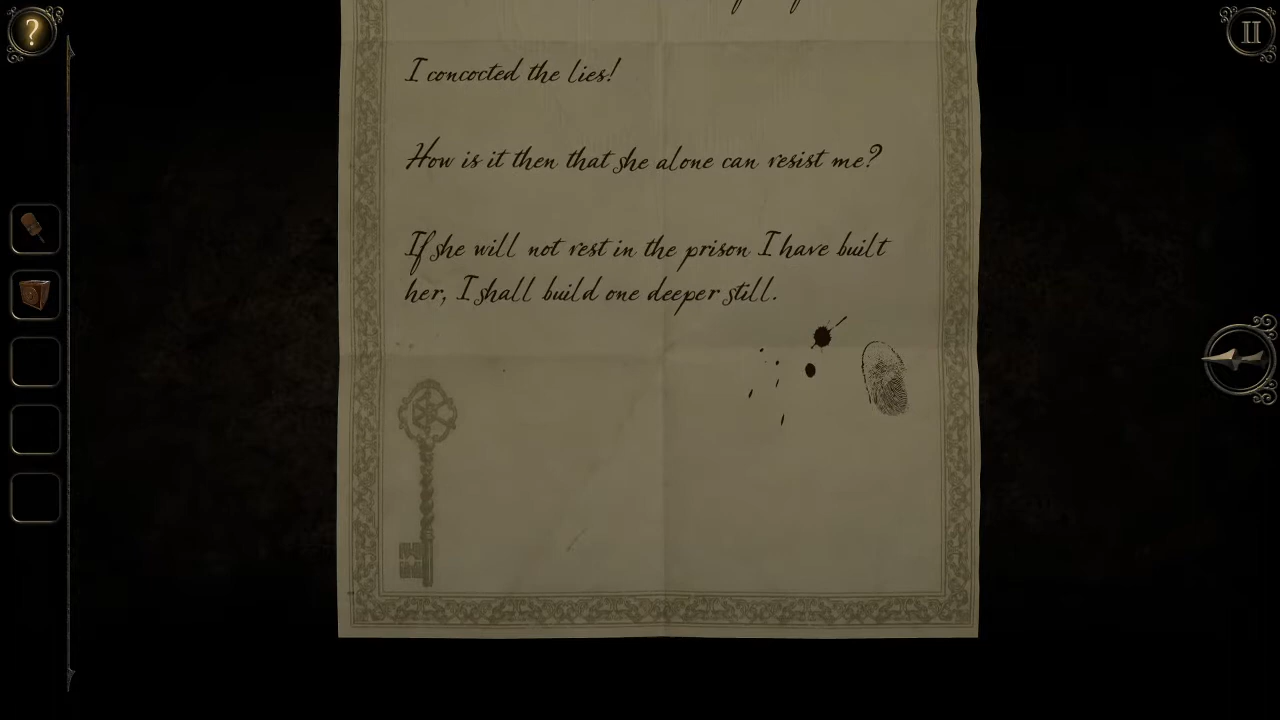 I concocted the lies!
How is it then that she alone can resist me?
If she will not rest in the prison I have built
her, I shall build one deeper still.
?